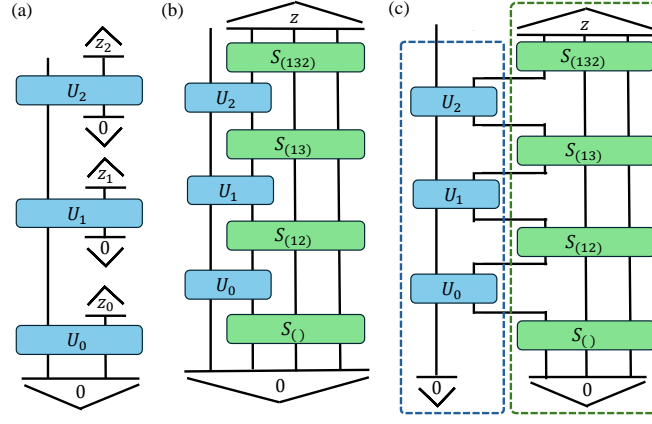 (a)
z₂
U₂
0
z₁
U₁
0
z₀
U₀
0
(b)
z
S₍₁₃₂₎
U₂
S₍₁₃₎
U₁
S₍₁₂₎
U₀
S₍₎
0
(c)
z
S₍₁₃₂₎
U₂
S₍₁₃₎
U₁
S₍₁₂₎
U₀
S₍₎
0
0